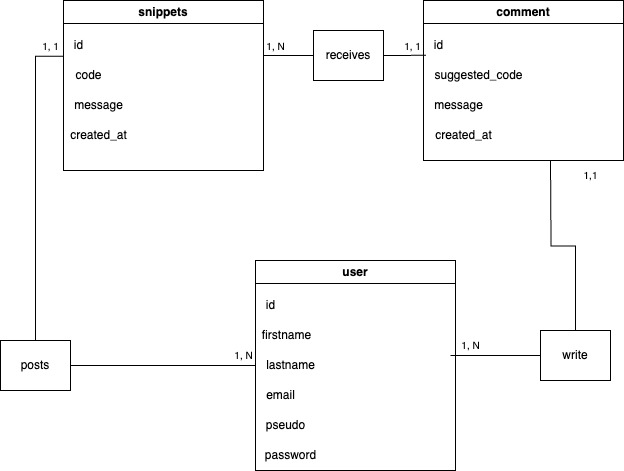 snippets
id
code
message
created_at
1, 1
1, N
receives
1, 1
comment
id
suggested_code
message
created_at
1,1
user
id
firstname
lastname
email
pseudo
password
posts
1, N
1, N
write